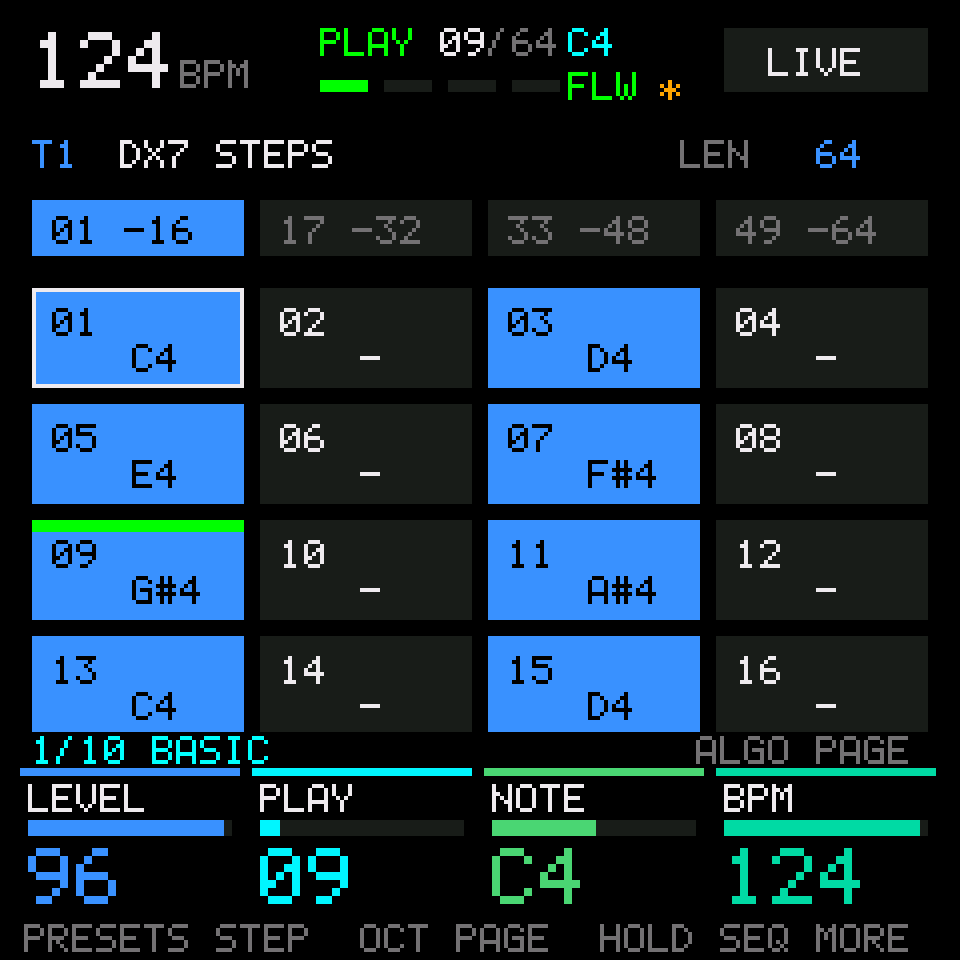 124 BPM PLAY 09/64 C4 LIVE
FLW *
T1 DX7 STEPS LEN 64
01 -16 17 -32 33 -48 49 -64
01 02 03 04
C4 - D4 -
05 06 07 08
E4 - F#4 -
09 10 11 12
G#4 - A#4 -
13 14 15 16
C4 - D4 -
1/10 BASIC ALGO PAGE
LEVEL PLAY NOTE BPM
96 09 C4 124
PRESETS STEP OCT PAGE HOLD SEQ MORE